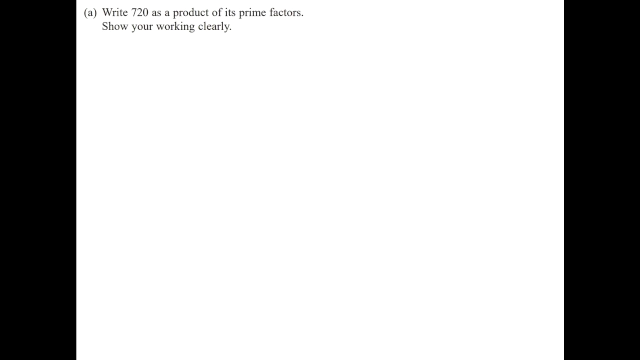 (a) Write 720 as a product of its prime factors.
Show your working clearly.